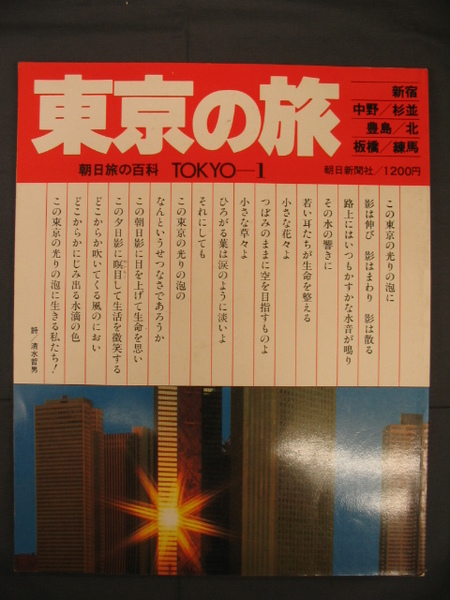 東京の旅
新宿
中野／杉並
豊島／北
板橋／練馬
朝日旅の百科 TOKYO—1
朝日新聞社／1200円
この東京の光りの泡に
影は伸び 影はまわり 影は散る
路上にはいつもかすかな水音が鳴り
その水の響きに
若い耳たちが生命を整える
小さな花々よ
つぼみのままに空を目指すものよ
小さな草々よ
ひろがる葉は涙のように淡いよ
それにしても
この東京の光りの泡の
なんというせつなさであろうか
この朝日影に目を上げて生命を思い
この夕日影に瞑目して生活を微笑する
どこからか吹いてくる風のにおい
どこからかにじみ出る水滴の色
この東京の光りの泡に生きる私たち！
詩／清水哲男